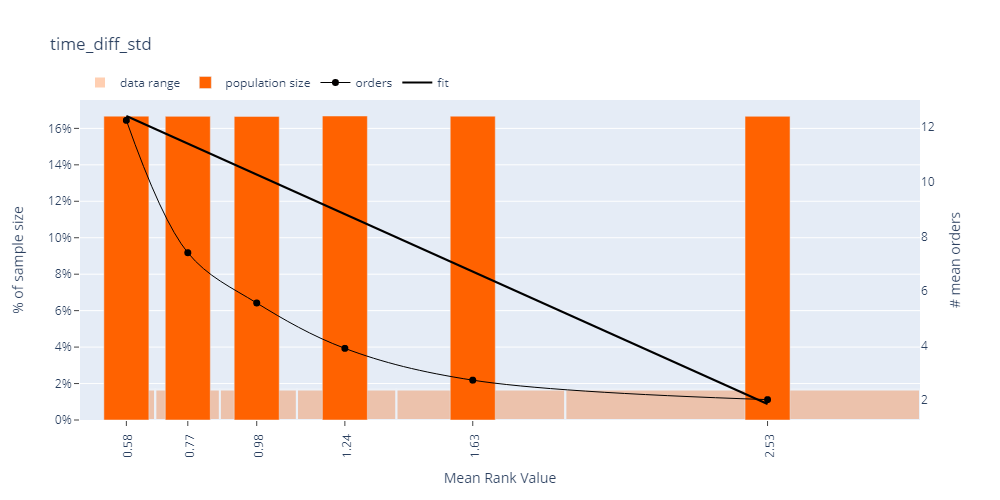 time_diff_std
data range
population size
orders
fit
16%
14%
12%
10%
8%
6%
4%
2%
0%
% of sample size
12
10
8
6
4
2
# mean orders
0.58
0.77
0.98
1.24
1.63
2.53
Mean Rank Value